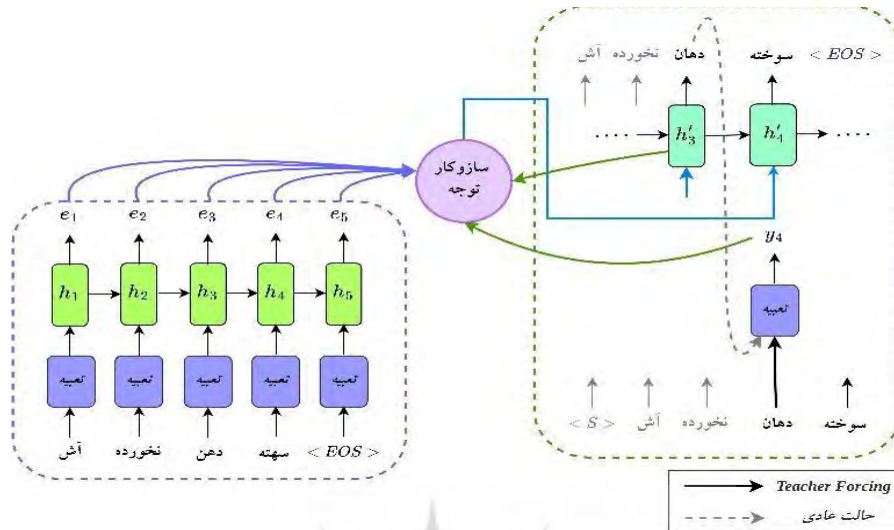 آش نخورده دهان سوخته < EOS >
.... h′3 h′4 ....
سازوکار
توجه
e1 e2 e3 e4 e5
y4
h1 h2 h3 h4 h5
تعبیه
تعبیه تعبیه تعبیه تعبیه تعبیه
آش نخورده دهن سهته < EOS >
< S > آش نخورده دهان سوخته
Teacher Forcing
حالت عادی